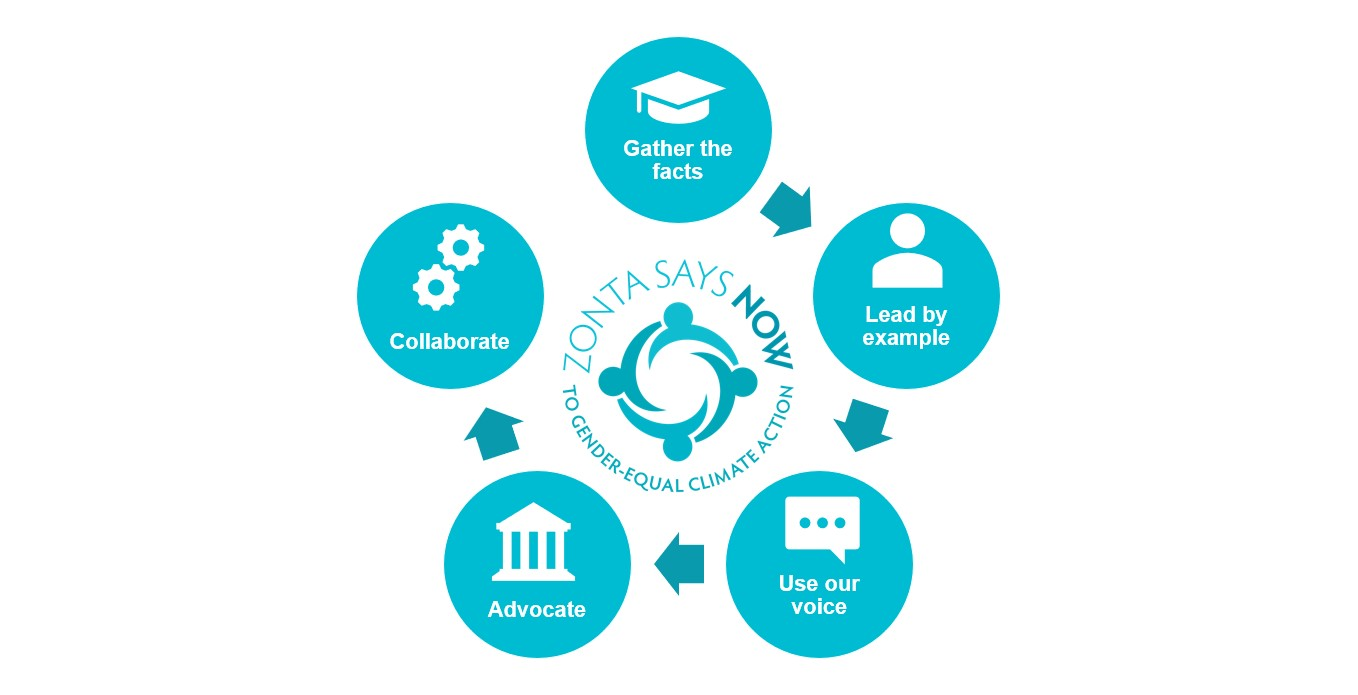 Gather the
facts
Lead by
example
Use our
voice
Advocate
Collaborate
ZONTA SAYS NOW
TO GENDER-EQUAL CLIMATE ACTION